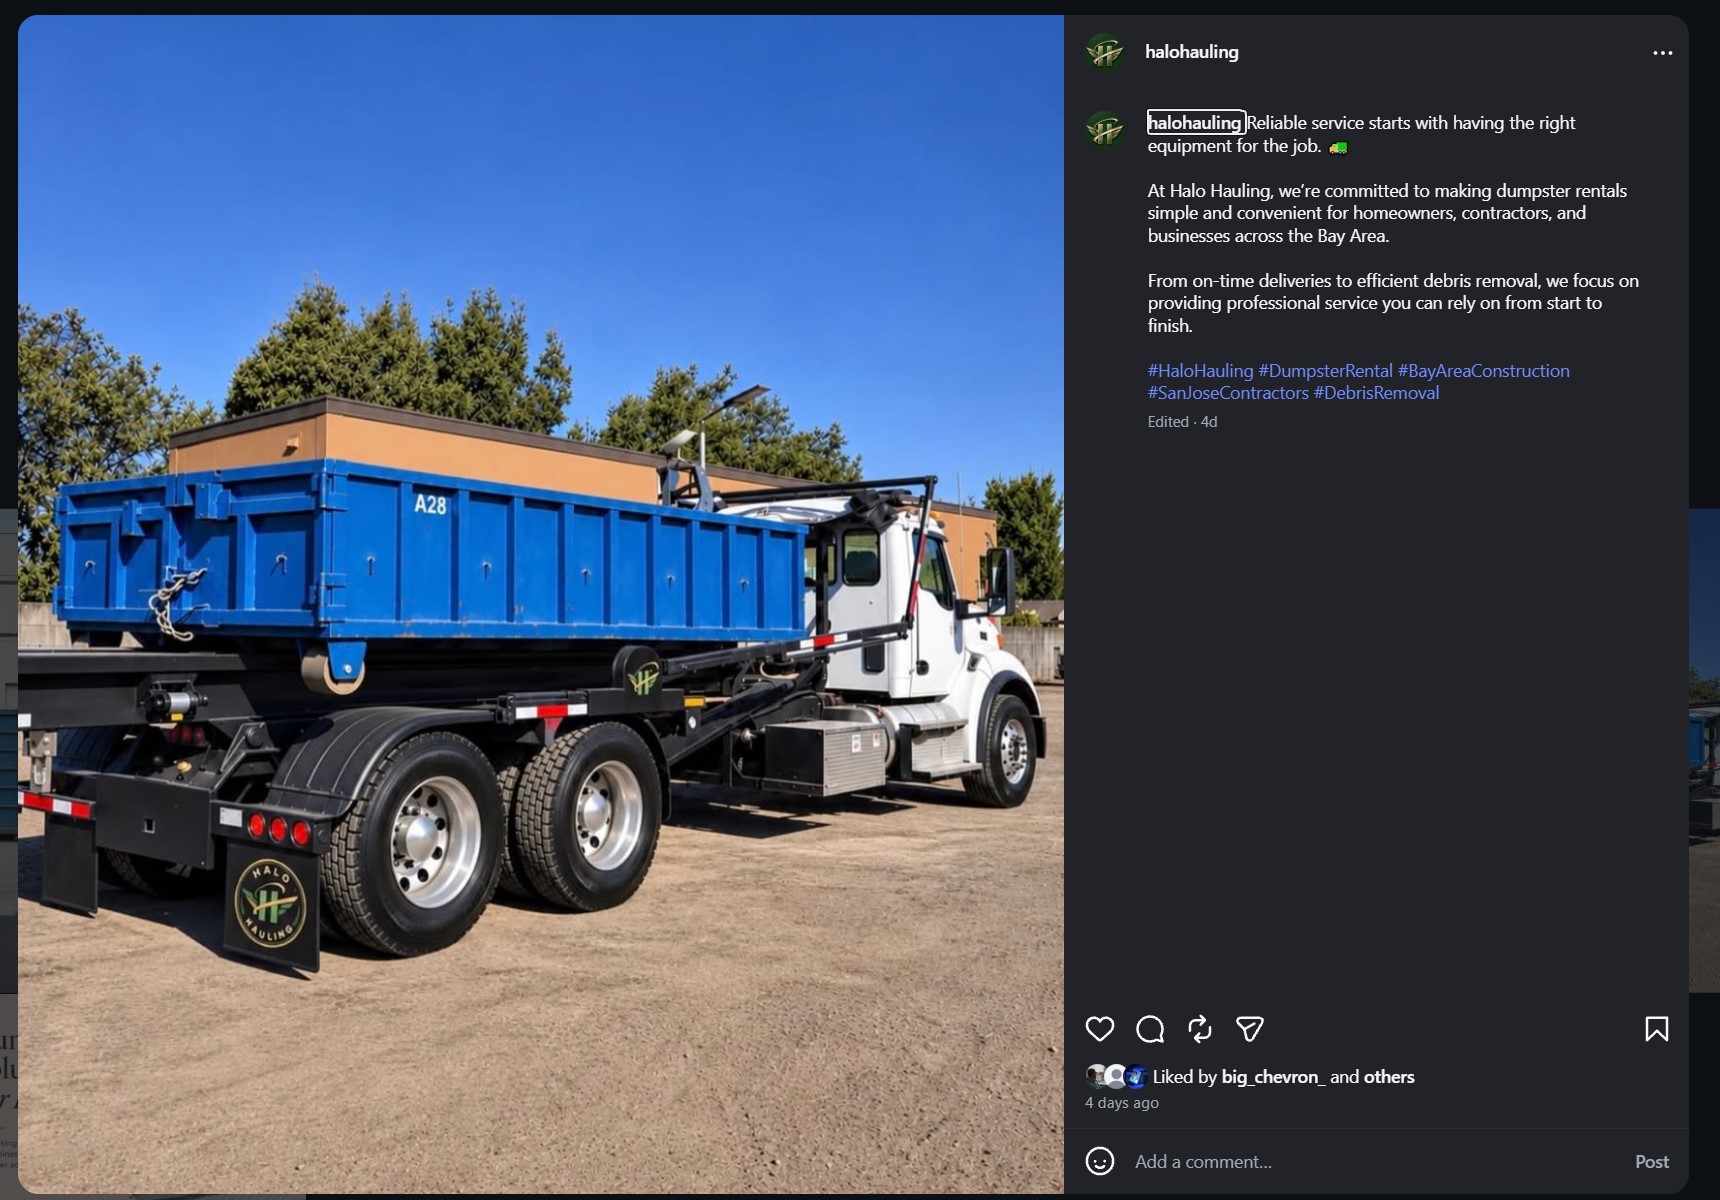 halohauling
halohauling Reliable service starts with having the right
equipment for the job. 🚛
At Halo Hauling, we’re committed to making dumpster rentals
simple and convenient for homeowners, contractors, and
businesses across the Bay Area.
From on-time deliveries to efficient debris removal, we focus on
providing professional service you can rely on from start to
finish.
#HaloHauling #DumpsterRental #BayAreaConstruction
#SanJoseContractors #DebrisRemoval
Edited · 4d
A28
H
HALO
H
HAULING
Liked by big_chevron_ and others
4 days ago
Add a comment...
Post